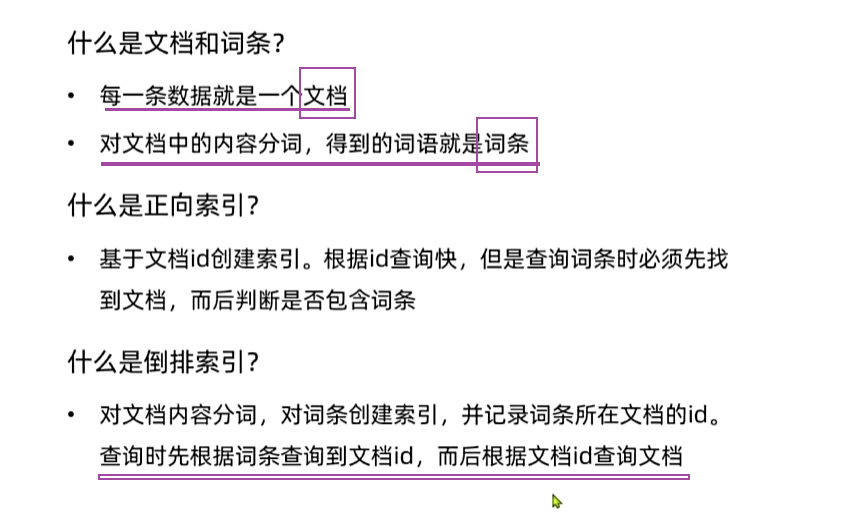 什么是文档和词条？
• 每一条数据就是一个文档
• 对文档中的内容分词，得到的词语就是词条
什么是正向索引？
• 基于文档id创建索引。根据id查询快，但是查询词条时必须先找
到文档，而后判断是否包含词条
什么是倒排索引？
• 对文档内容分词，对词条创建索引，并记录词条所在文档的id。
查询时先根据词条查询到文档id，而后根据文档id查询文档